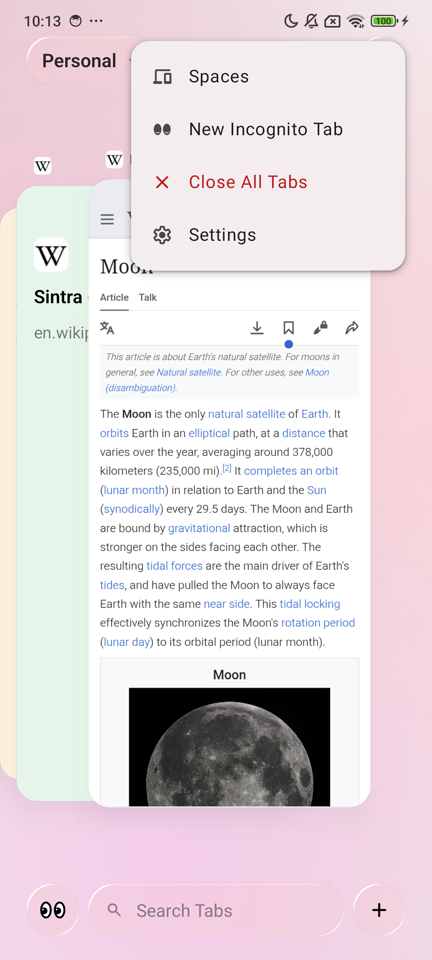 10:13
100
Personal
Spaces
New Incognito Tab
Close All Tabs
Settings
W
W
W
Sintra
en.wikip
Moon
Article Talk
This article is about Earth's natural satellite. For moons in
general, see Natural satellite. For other uses, see Moon
(disambiguation).
The Moon is the only natural satellite of Earth. It
orbits Earth in an elliptical path, at a distance that
varies over the year, averaging around 378,000
kilometers (235,000 mi).[2] It completes an orbit
(lunar month) in relation to Earth and the Sun
(synodically) every 29.5 days. The Moon and Earth
are bound by gravitational attraction, which is
stronger on the sides facing each other. The
resulting tidal forces are the main driver of Earth's
tides, and have pulled the Moon to always face
Earth with the same near side. This tidal locking
effectively synchronizes the Moon's rotation period
(lunar day) to its orbital period (lunar month).
Moon
Search Tabs